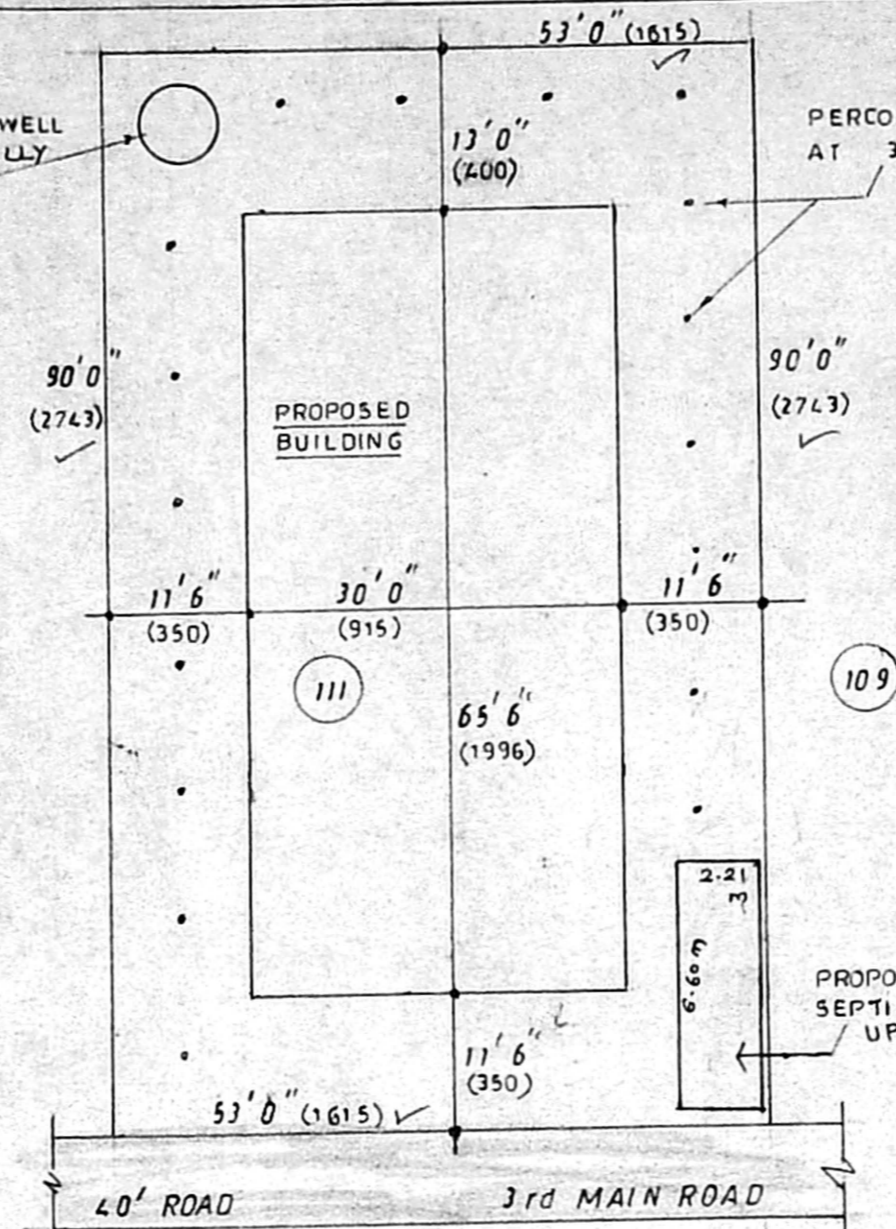 53'0" (1615)
WELL
LLY
13'0"
(400)
PERCO
AT 3
90'0"
(2743)
90'0"
(2743)
PROPOSED
BUILDING
11'6"
(350)
30'0"
(915)
11'6"
(350)
111
109
65'6"
(1996)
2.21
m
6.60m
PROPO
SEPTI
UP
11'6"
(350)
53'0" (1615)
40' ROAD
3rd MAIN ROAD